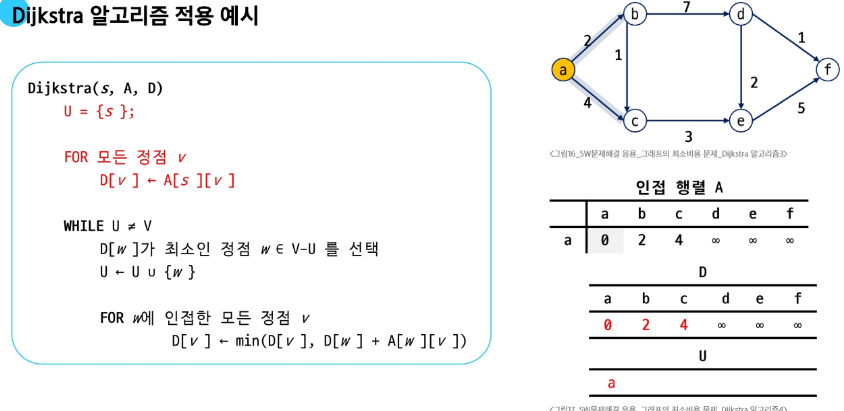 Dijkstra 알고리즘 적용 예시
Dijkstra(s, A, D)
U = {s };
FOR 모든 정점 v
D[v ] ← A[s ][v ]
WHILE U ≠ V
D[w ]가 최소인 정점 w ∈ V-U 를 선택
U ← U ∪ {w }
FOR w에 인접한 모든 정점 v
D[v ] ← min(D[v ], D[w ] + A[w ][v ])
b 7 d
2 1
a 1 2 f
4 5
c 3 e
<그림16_SW문제해결 응용_그래프의 최소비용 문제_Dijkstra 알고리즘3>
인접 행렬 A
a b c d e f
a 0 2 4 ∞ ∞ ∞
D
a b c d e f
0 2 4 ∞ ∞ ∞
U
a
<그림17_SW문제해결 응용_그래프의 최소비용 문제_Dijkstra 알고리즘4>